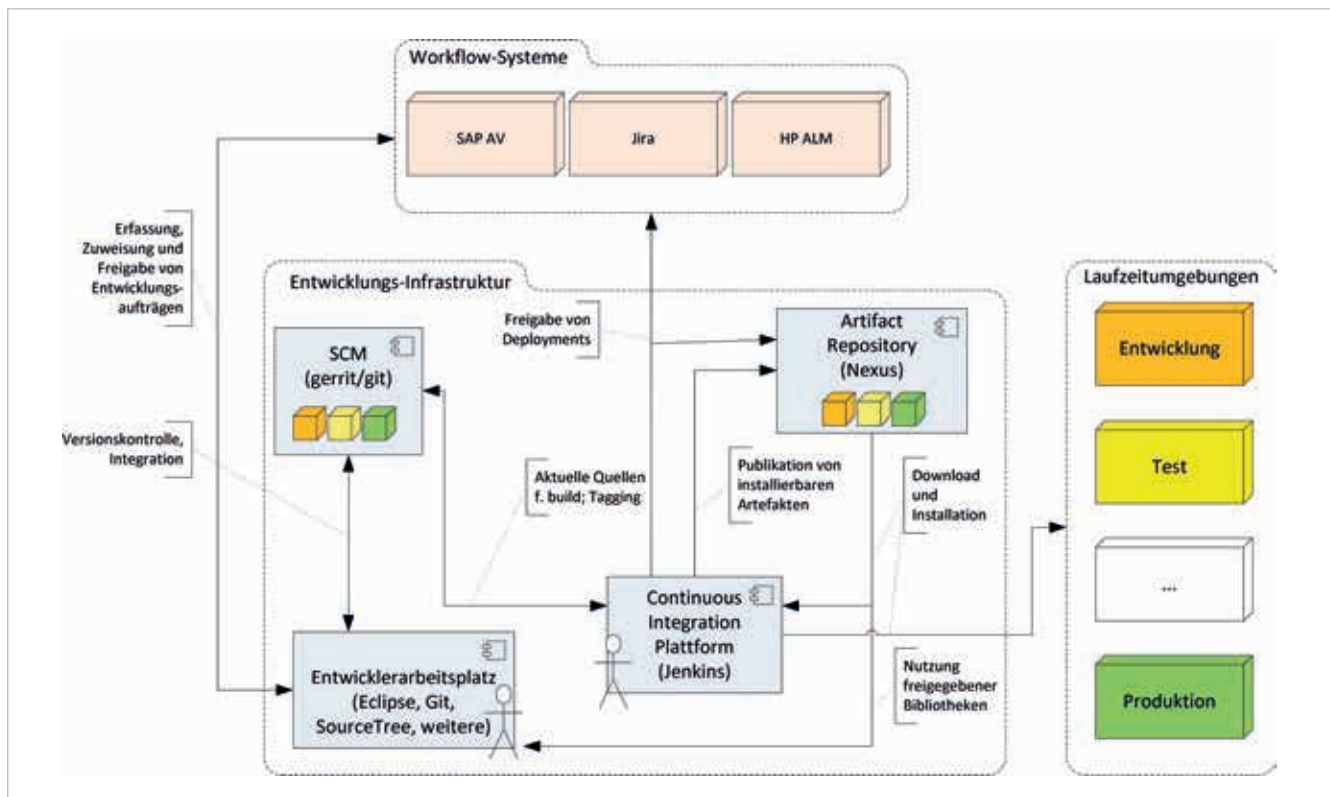 Workflow-Systeme
SAP AV
Jira
HP ALM
Erfassung,
Zuweisung und
Freigabe von
Entwicklungs-
aufträgen
Entwicklungs-Infrastruktur
Laufzeitumgebungen
SCM
(gerrit/git)
Freigabe von
Deployments
Artifact
Repository
(Nexus)
Entwicklung
Versionskontrolle,
Integration
Aktuelle Quellen
f. build; Tagging
Publikation von
installierbaren
Artefakten
Download
und
Installation
Test
...
Continuous
Integration
Plattform
(Jenkins)
Entwicklerarbeitsplatz
(Eclipse, Git,
SourceTree, weitere)
Nutzung
freigegebener
Bibliotheken
Produktion